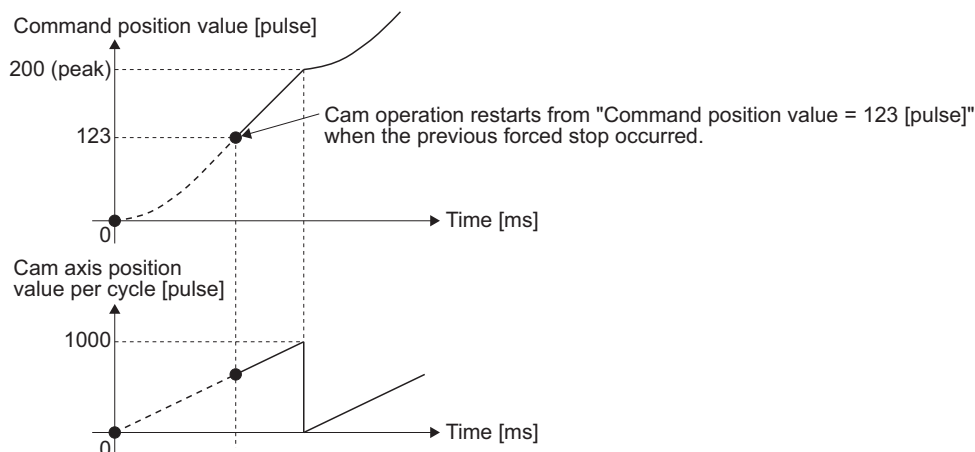 Command position value [pulse]
200 (peak)
Cam operation restarts from "Command position value = 123 [pulse]"
when the previous forced stop occurred.
123
0
Time [ms]
Cam axis position
value per cycle [pulse]
1000
0
Time [ms]